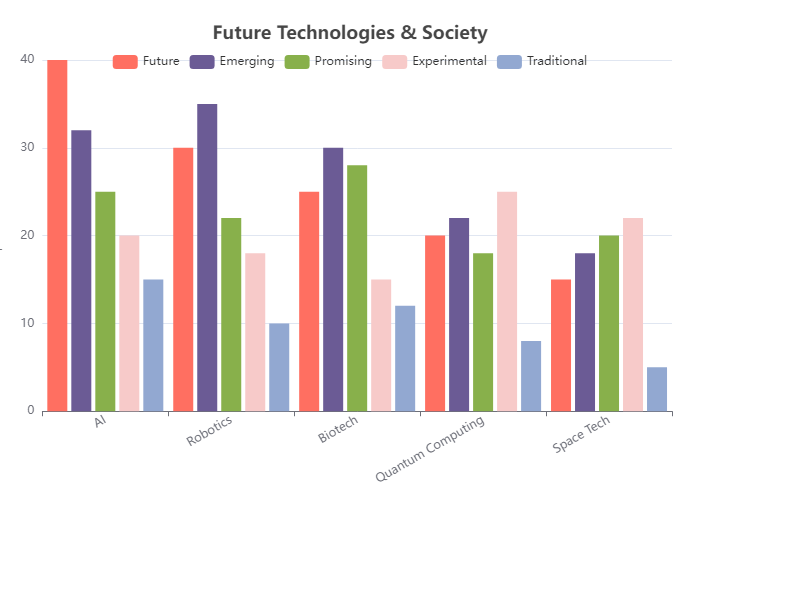 Future Technologies & Society
Future Emerging Promising Experimental Traditional
40
30
20
10
0
AI
Robotics
Biotech
Quantum Computing
Space Tech